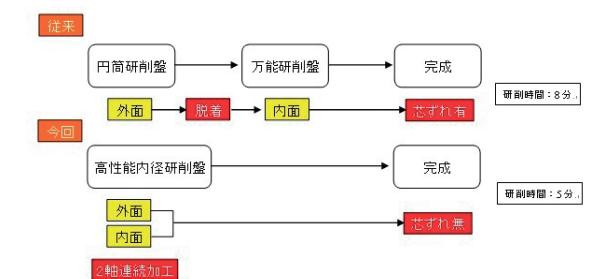 従来
円筒研削盤
万能研削盤
完成
研削時間：8分
外面
脱着
内面
芯ずれ有
今回
高性能内径研削盤
完成
研削時間：5分
外面
内面
芯ずれ無
2軸連続加工